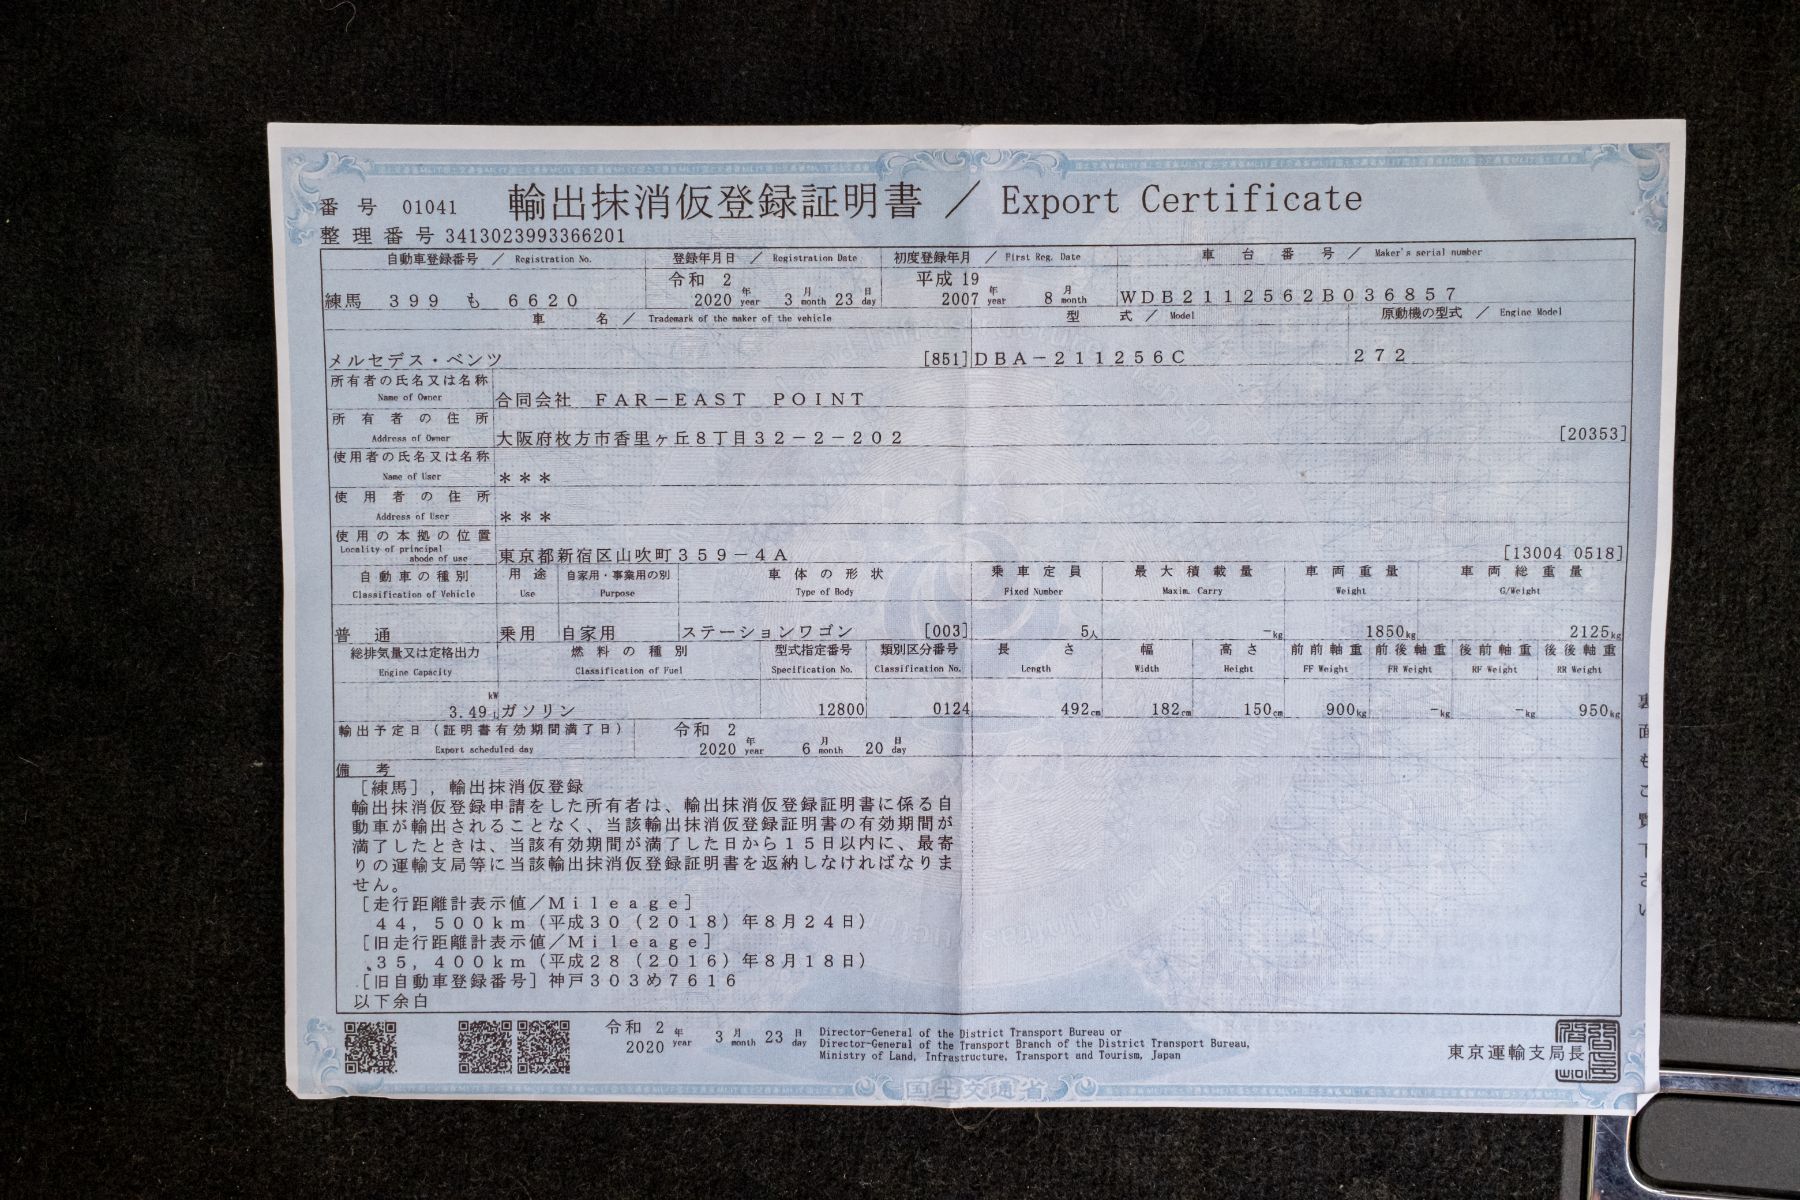 番 号 01041 輸出抹消仮登録証明書 / Export Certificate
整 理 番 号 3413023993366201
自動車登録番号 / Registration No. 登録年月日 / Registration Date 初度登録年月 / First Reg. Date 車 台 番 号 / Maker's serial number
練馬 399 も 6620 令和 2 2020 年 year 3 月 month 23 日 day 平成 19 2007 年 year 8 月 month WDB2112562B036857
車 名 / Trademark of the maker of the vehicle 型 式 / Model 原動機の型式 / Engine Model
メルセデス・ベンツ [851] DBA-211256C 272
所有者の氏名又は名称
Name of Owner 合同会社 FAR-EAST POINT
所 有 者 の 住 所
Address of Owner 大阪府枚方市香里ヶ丘8丁目32-2-202 [20353]
使用者の氏名又は名称
Name of User ***
使 用 者 の 住 所
Address of User ***
使用の本拠の位置
Locality of principal abode of use 東京都新宿区山吹町359-4A [13004 0518]
自動車の種別 用 途 自家用・事業用の別 車 体 の 形 状 乗 車 定 員 最 大 積 載 量 車 両 重 量 車 両 総 重 量
Classification of Vehicle Use Purpose Type of Body Fixed Number Maxim. Carry Weight G/Weight
普 通 乗用 自家用 ステーションワゴン [003] 5人 -kg 1850kg 2125kg
総排気量又は定格出力 燃 料 の 種 別 型式指定番号 類別区分番号 長 さ 幅 高 さ 前前軸重 前後軸重 後前軸重 後後軸重
Engine Capacity Classification of Fuel Specification No. Classification No. Length Width Height FF Weight FR Weight RF Weight RR Weight
kW
3.49 L ガソリン 12800 0124 492cm 182cm 150cm 900kg -kg -kg 950kg
輸出予定日(証明書有効期間満了日) 令和 2
Export scheduled day 2020 年 year 6 月 month 20 日 day
備 考
[練馬],輸出抹消仮登録
輸出抹消仮登録申請をした所有者は、輸出抹消仮登録証明書に係る自
動車が輸出されることなく、当該輸出抹消仮登録証明書の有効期間が
満了したときは、当該有効期間が満了した日から15日以内に、最寄
りの運輸支局等に当該輸出抹消仮登録証明書を返納しなければなりま
せん。
[走行距離計表示値/Mileage]
44,500km(平成30(2018)年8月24日)
[旧走行距離計表示値/Mileage]
35,400km(平成28(2016)年8月18日)
[旧自動車登録番号]神戸303め7616
以下余白
裏面もご覧下さい
令和 2 2020 年 year 3 月 month 23 日 day
Director-General of the District Transport Bureau or
Director-General of the Transport Branch of the District Transport Bureau,
Ministry of Land, Infrastructure, Transport and Tourism, Japan
東京運輸支局長
国土交通省